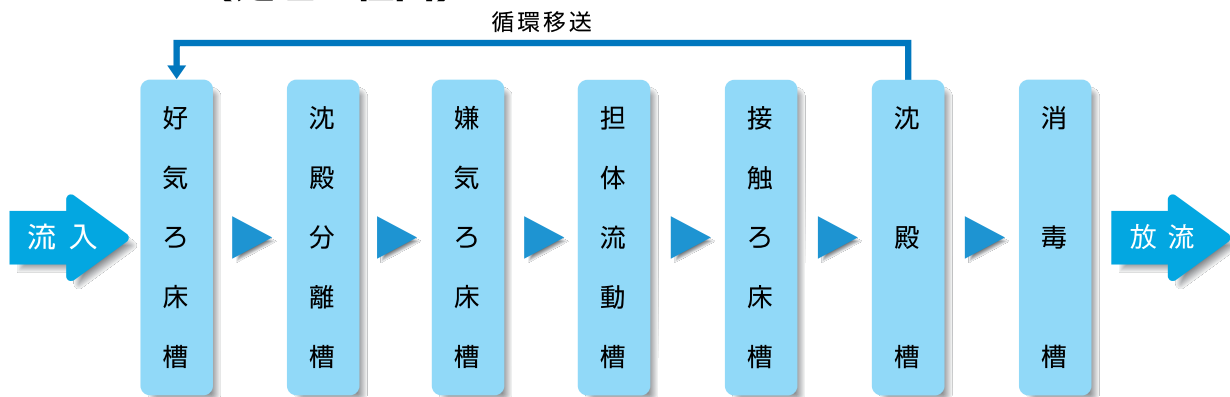 循環移送
流入
好気ろ床槽
沈殿分離槽
嫌気ろ床槽
担体流動槽
接触ろ床槽
沈殿槽
消毒槽
放流